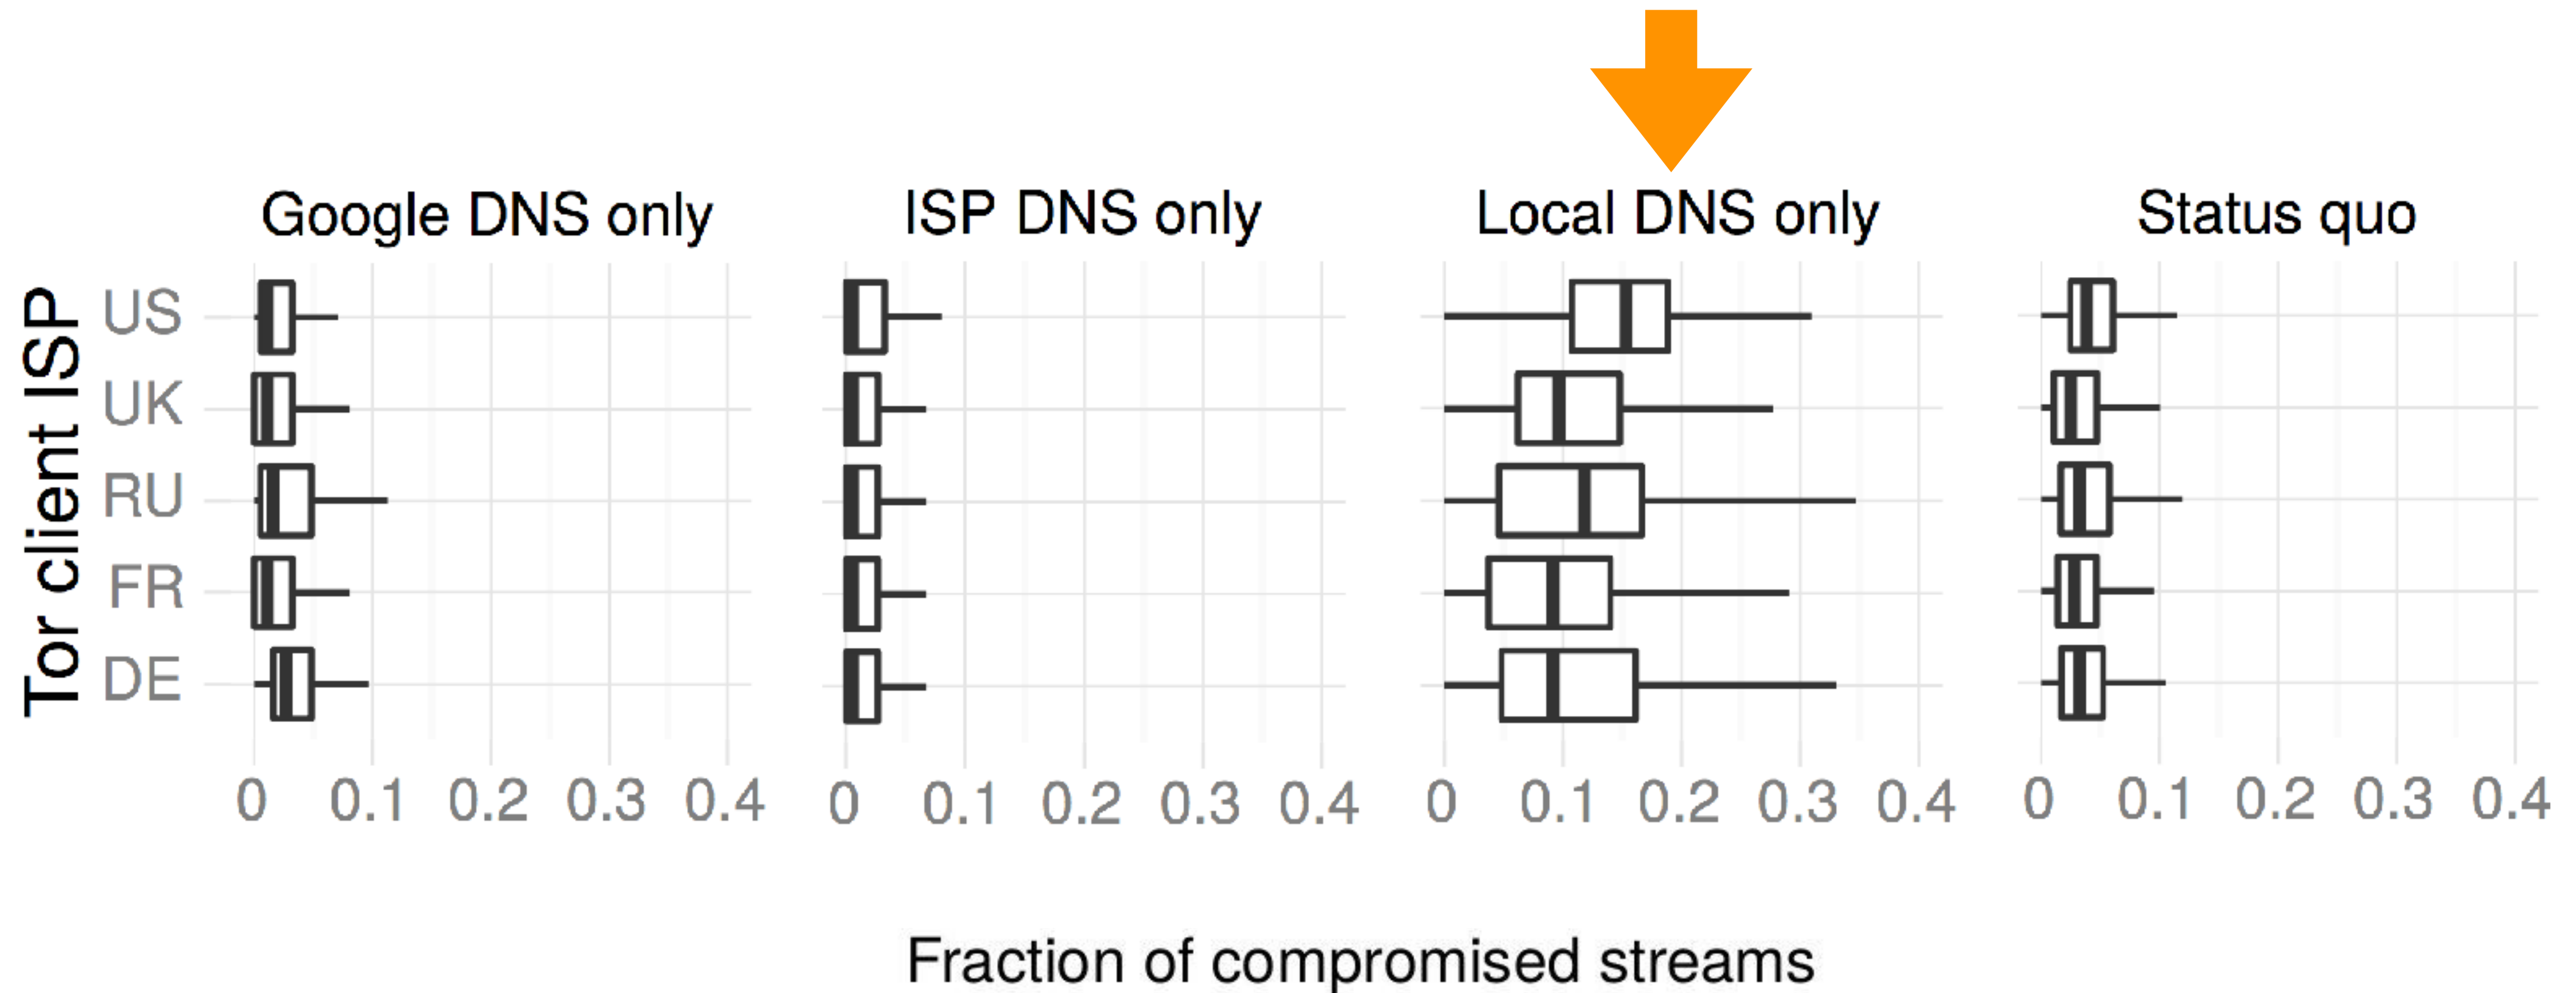 Google DNS only
ISP DNS only
Local DNS only
Status quo
Tor client ISP
US
UK
RU
FR
DE
0 0.1 0.2 0.3 0.4
0 0.1 0.2 0.3 0.4
0 0.1 0.2 0.3 0.4
0 0.1 0.2 0.3 0.4
Fraction of compromised streams